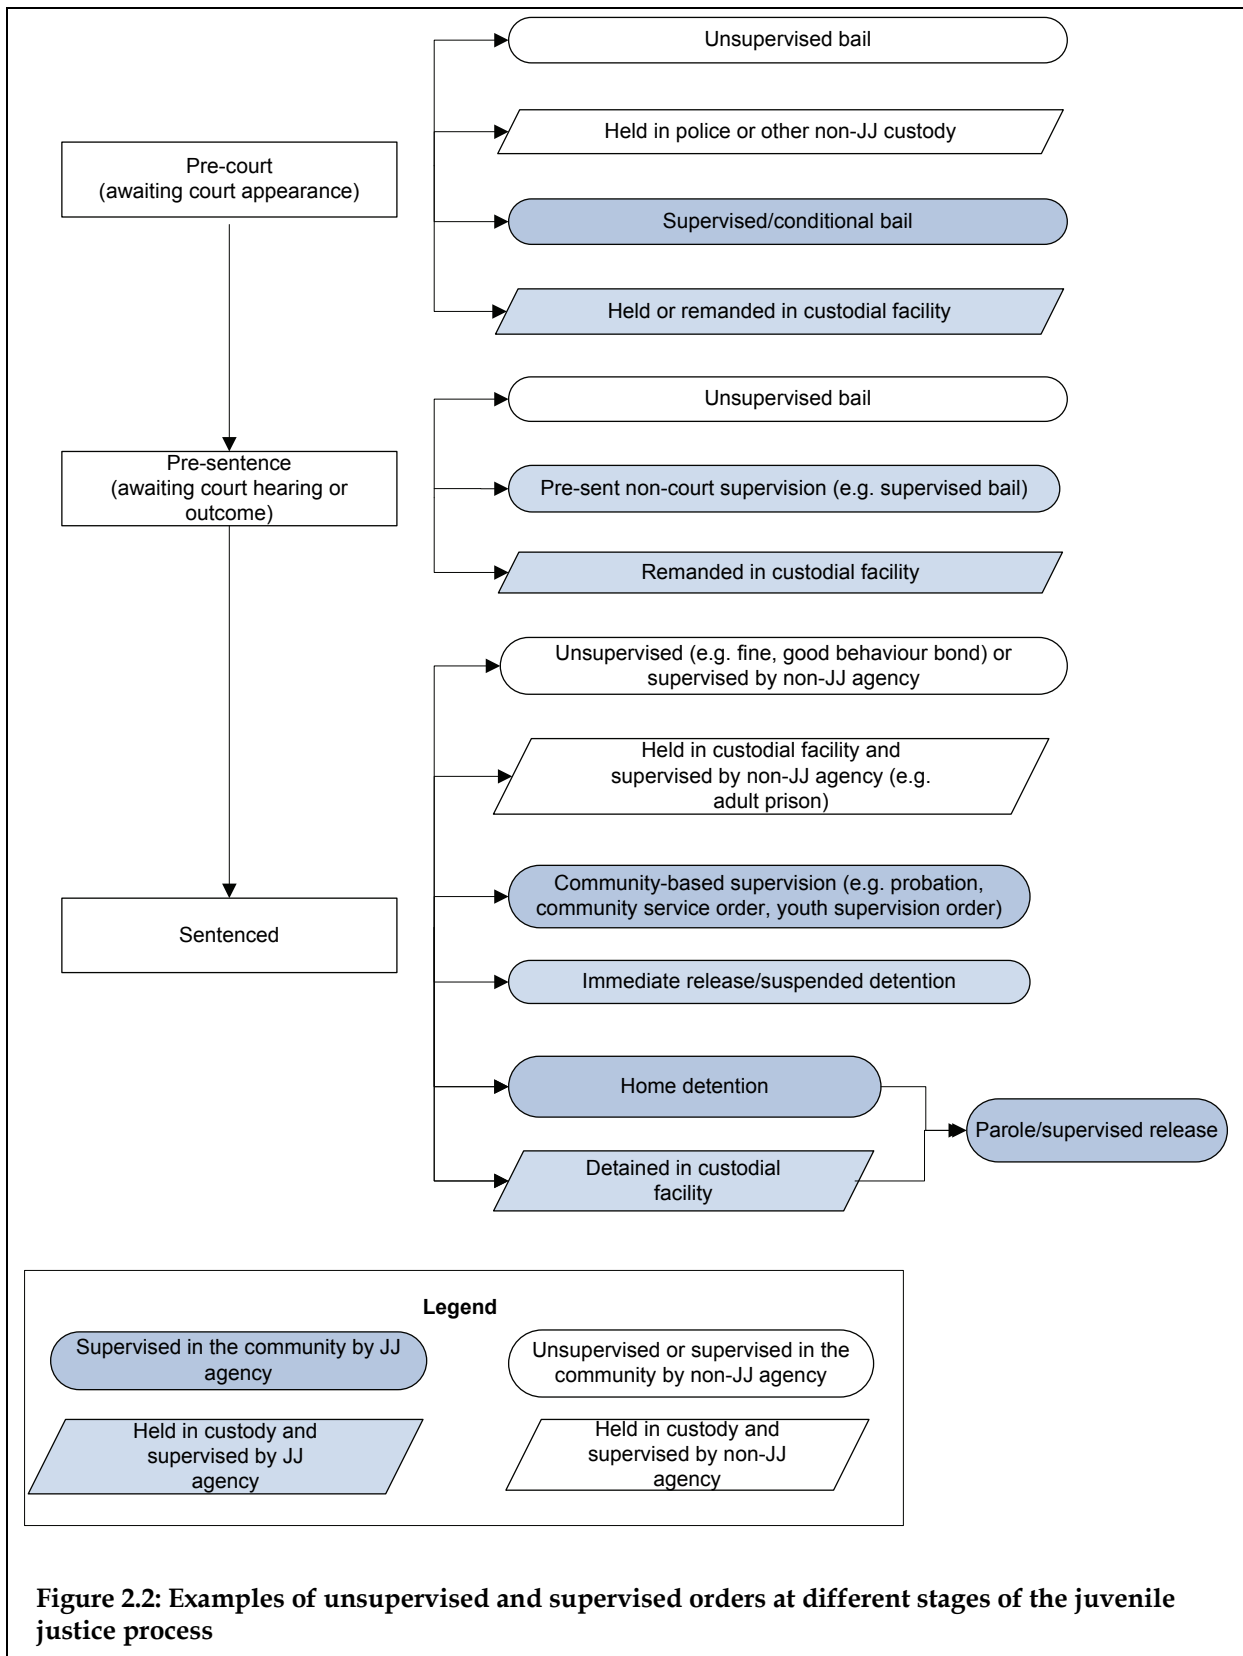 Unsupervised bail
Held in police or other non-JJ custody
Pre-court
(awaiting court appearance)
Supervised/conditional bail
Held or remanded in custodial facility
Unsupervised bail
Pre-sentence
(awaiting court hearing or
outcome)
Pre-sent non-court supervision (e.g. supervised bail)
Remanded in custodial facility
Unsupervised (e.g. fine, good behaviour bond) or
supervised by non-JJ agency
Held in custodial facility and
supervised by non-JJ agency (e.g.
adult prison)
Community-based supervision (e.g. probation,
community service order, youth supervision order)
Sentenced
Immediate release/suspended detention
Home detention
Parole/supervised release
Detained in custodial
facility
Legend
Supervised in the community by JJ
agency
Unsupervised or supervised in the
community by non-JJ agency
Held in custody and
supervised by JJ
agency
Held in custody and
supervised by non-JJ
agency
Figure 2.2: Examples of unsupervised and supervised orders at different stages of the juvenile
justice process